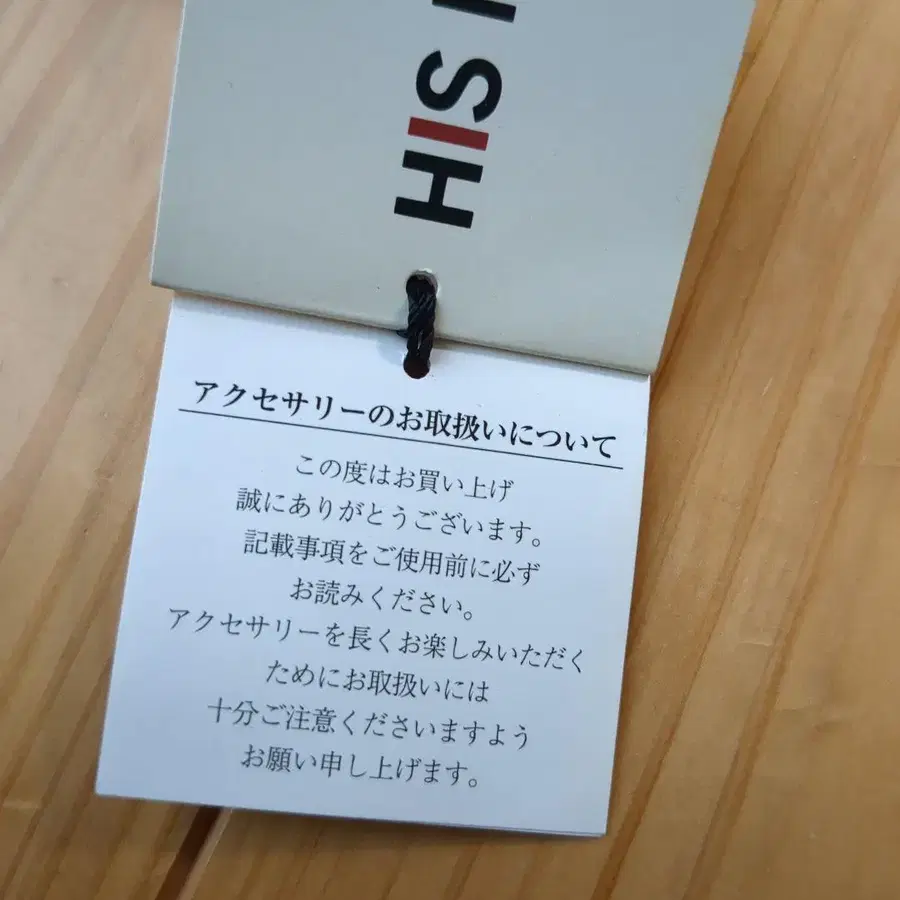 アクセサリーのお取扱いについて
この度はお買い上げ
誠にありがとうございます。
記載事項をご使用前に必ず
お読みください。
アクセサリーを長くお楽しみいただく
ためにお取扱いには
十分ご注意くださいますよう
お願い申し上げます。